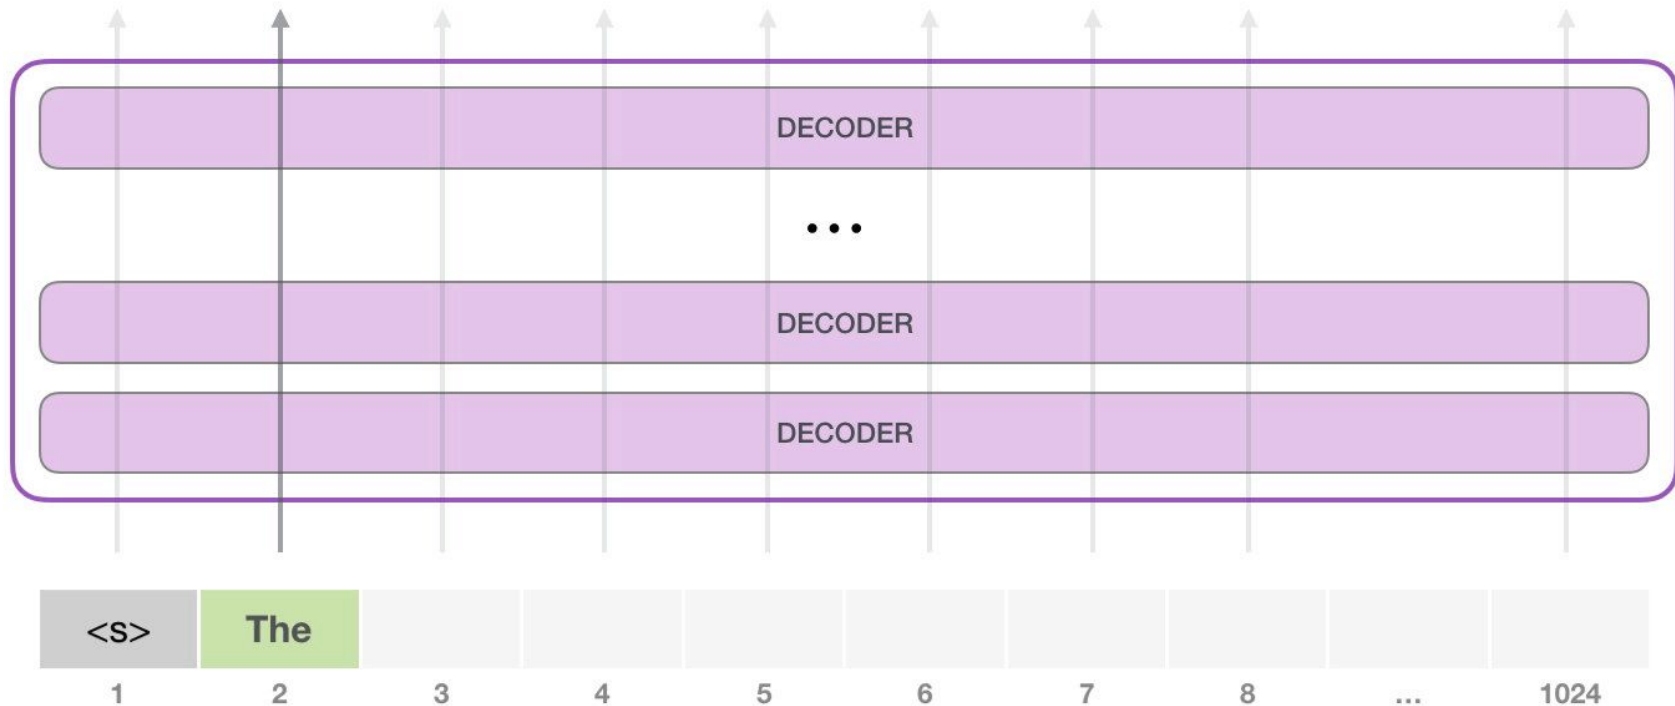 DECODER
...
DECODER
DECODER
<s> The
1 2 3 4 5 6 7 8 ... 1024